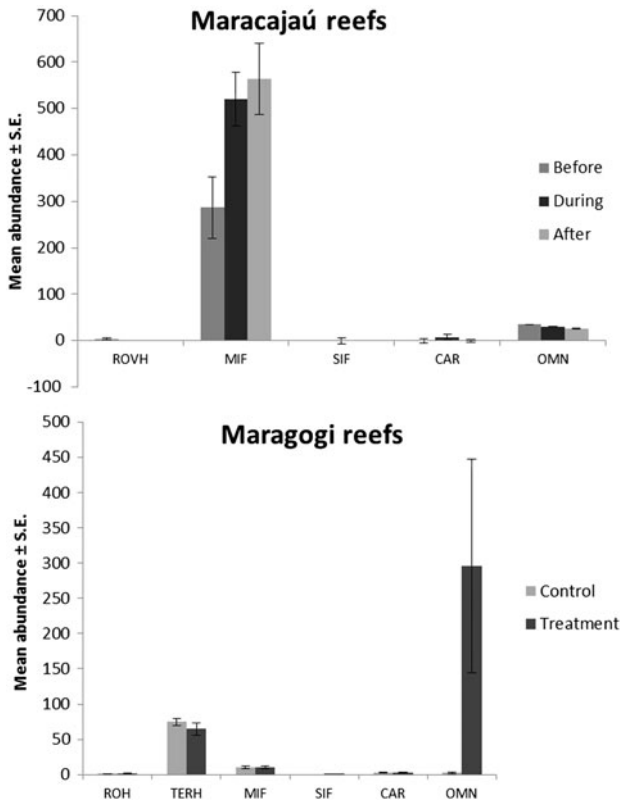 Maracajaú reefs
Mean abundance ± S.E.
700
600
500
400
300
200
100
0
-100
ROVH MIF SIF CAR OMN
Before
During
After
Maragogi reefs
Mean abundance ± S.E.
500
450
400
350
300
250
200
150
100
50
0
ROH TERH MIF SIF CAR OMN
Control
Treatment